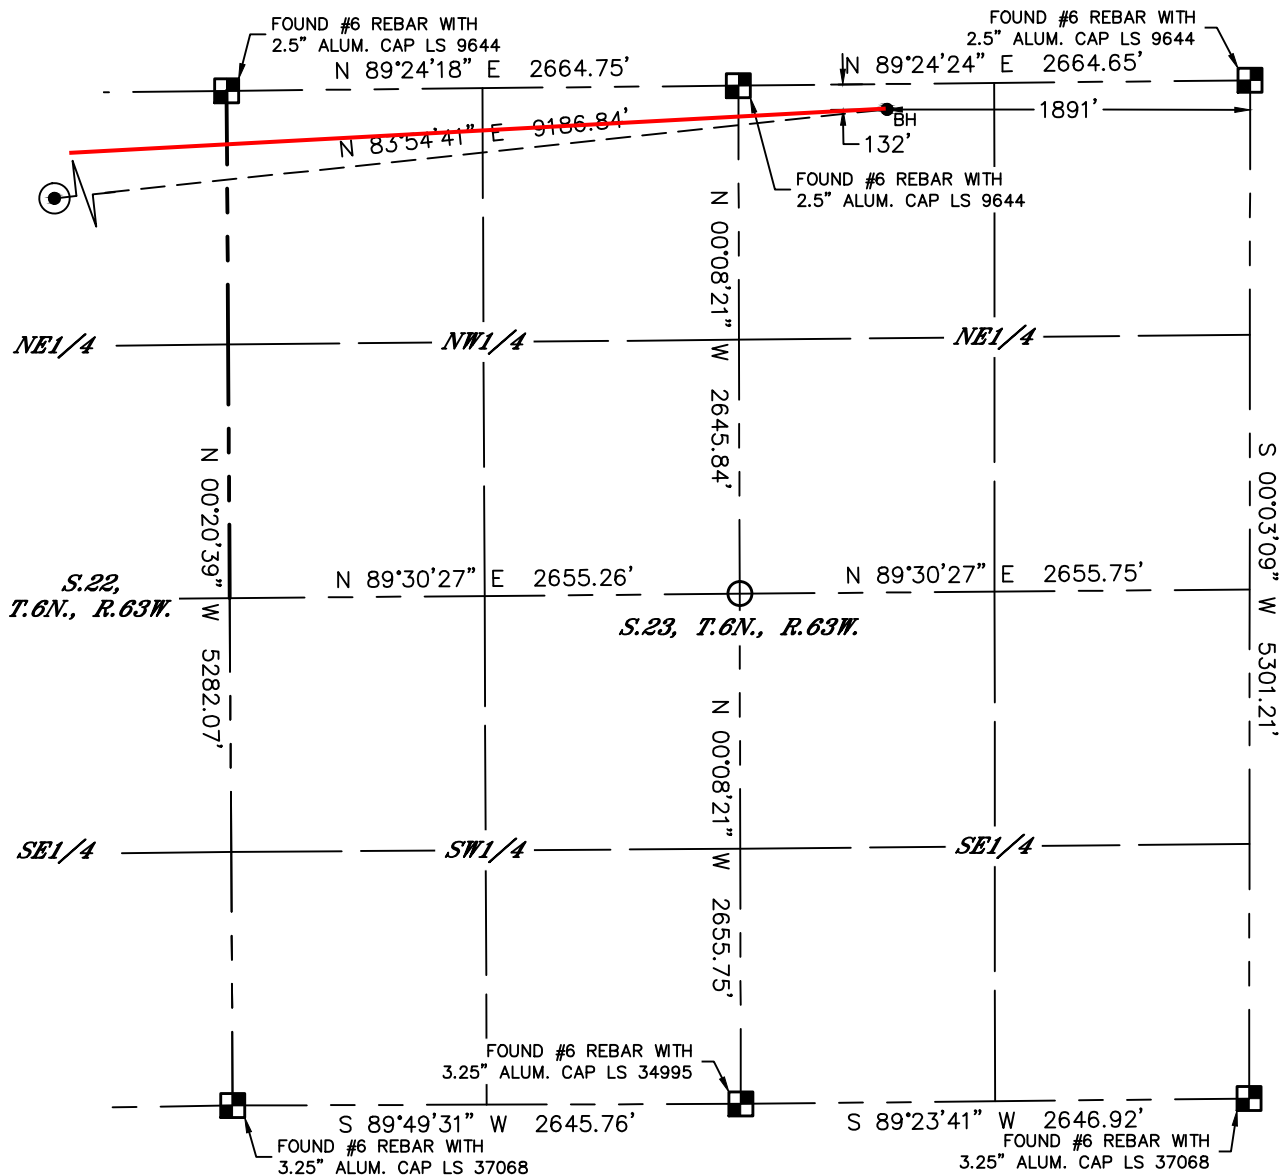 FOUND #6 REBAR WITH
2.5" ALUM. CAP LS 9644
FOUND #6 REBAR WITH
2.5" ALUM. CAP LS 9644
N 89°24'18" E 2664.75'
N 89°24'24" E 2664.65'
1891'
BH
132'
N 83°54'41" E 9186.84'
FOUND #6 REBAR WITH
2.5" ALUM. CAP LS 9644
N 00°08'21" W 2645.84'
NE1/4
NW1/4
NE1/4
N 00°20'39" W 5282.07'
S 00°03'09" W 5301.21'
N 89°30'27" E 2655.26'
N 89°30'27" E 2655.75'
S.22,
T.6N., R.63W.
S.23, T.6N., R.63W.
N 00°08'21" W 2655.75'
SE1/4
SW1/4
SE1/4
FOUND #6 REBAR WITH
3.25" ALUM. CAP LS 34995
S 89°49'31" W 2645.76'
S 89°23'41" W 2646.92'
FOUND #6 REBAR WITH
3.25" ALUM. CAP LS 37068
FOUND #6 REBAR WITH
3.25" ALUM. CAP LS 37068